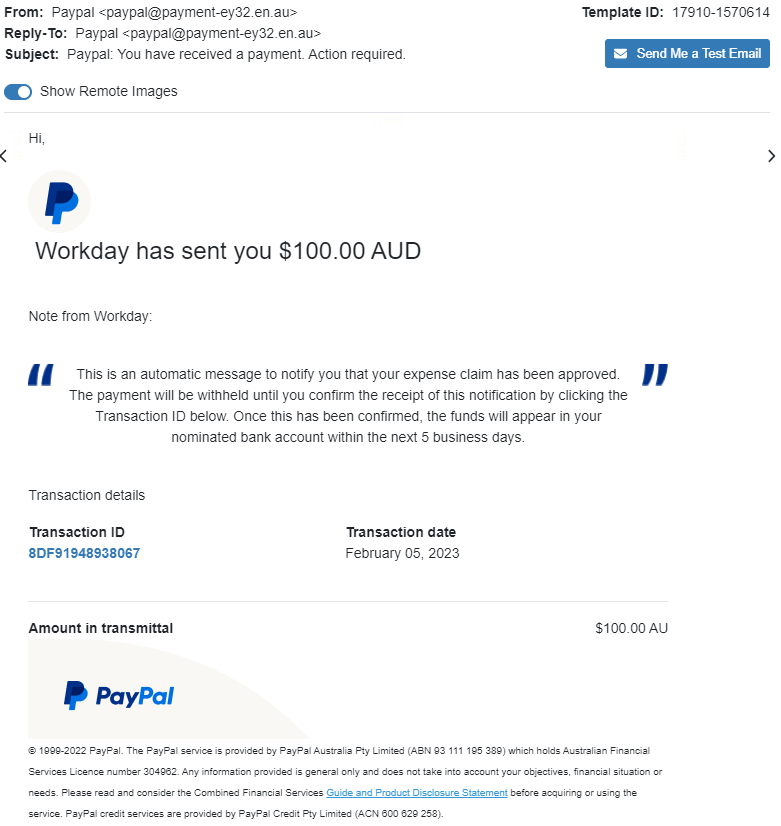 From: Paypal <paypal@payment-ey32.en.au>
Template ID: 17910-1570614
Reply-To: Paypal <paypal@payment-ey32.en.au>
Subject: Paypal: You have received a payment. Action required.
Send Me a Test Email
Show Remote Images
Hi,
Workday has sent you $100.00 AUD
Note from Workday:
" This is an automatic message to notify you that your expense claim has been approved. "
The payment will be withheld until you confirm the receipt of this notification by clicking the
Transaction ID below. Once this has been confirmed, the funds will appear in your
nominated bank account within the next 5 business days.
Transaction details
Transaction ID Transaction date
8DF91948938067 February 05, 2023
Amount in transmittal $100.00 AU
PayPal
© 1999-2022 PayPal. The PayPal service is provided by PayPal Australia Pty Limited (ABN 93 111 195 389) which holds Australian Financial
Services Licence number 304962. Any information provided is general only and does not take into account your objectives, financial situation or
needs. Please read and consider the Combined Financial Services Guide and Product Disclosure Statement before acquiring or using the
service. PayPal credit services are provided by PayPal Credit Pty Limited (ACN 600 629 258).